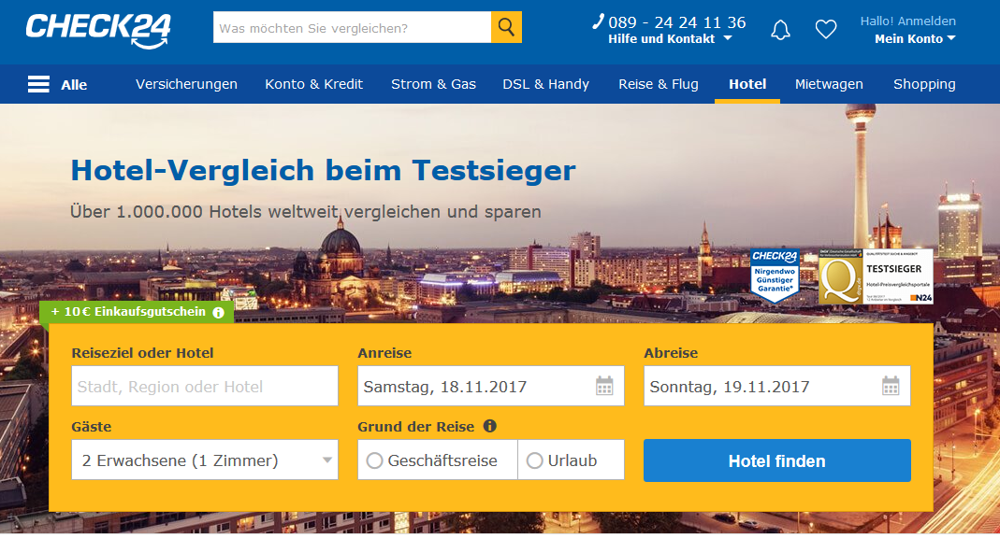 CHECK24
Was möchten Sie vergleichen?
089 - 24 24 11 36
Hilfe und Kontakt
Hallo! Anmelden
Mein Konto
Alle
Versicherungen
Konto & Kredit
Strom & Gas
DSL & Handy
Reise & Flug
Hotel
Mietwagen
Shopping
Hotel-Vergleich beim Testsieger
Über 1.000.000 Hotels weltweit vergleichen und sparen
CHECK24
Nirgendwo
Günstiger
Garantie*
TESTSIEGER
Hotel-Preisvergleichsportale
N24
+ 10€ Einkaufsgutschein
Reiseziel oder Hotel
Anreise
Abreise
Stadt, Region oder Hotel
Samstag, 18.11.2017
Sonntag, 19.11.2017
Gäste
Grund der Reise
2 Erwachsene (1 Zimmer)
Geschäftsreise
Urlaub
Hotel finden